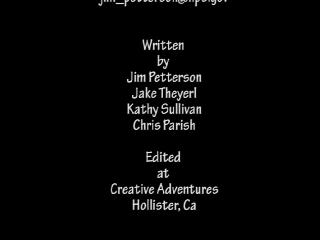 Written
by
Jim Petterson
Jake Theyerl
Kathy Sullivan
Chris Parish
Edited
at
Creative Adventures
Hollister, Ca